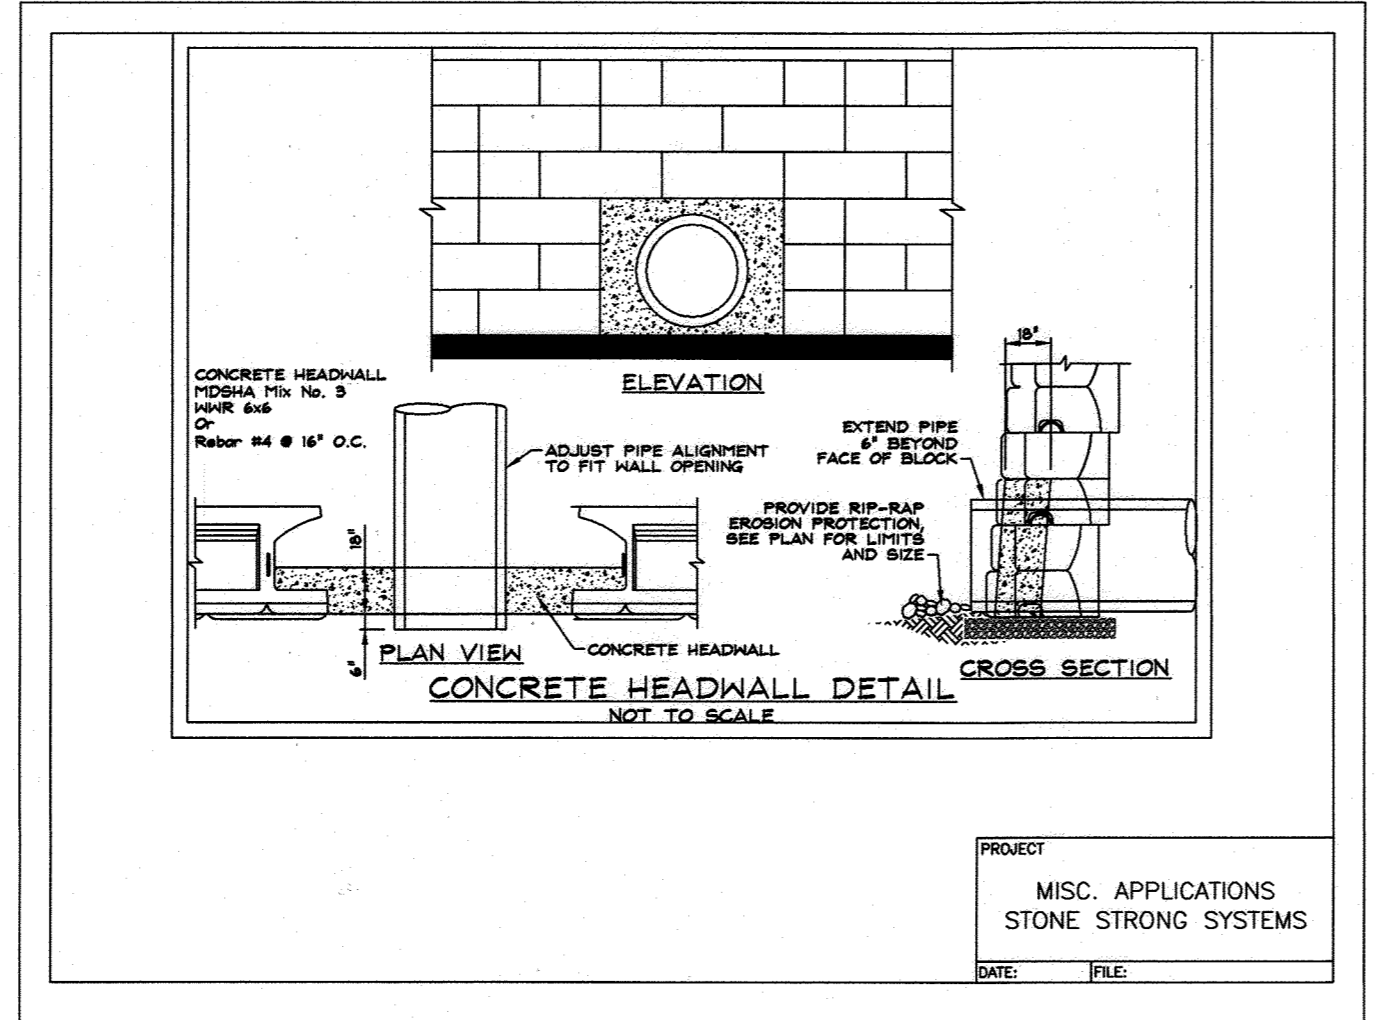 ELEVATION
CONCRETE HEADWALL
MDSHA Mix No. 3
WWR 6x6
Or
Rebar #4 @ 16" O.C.
ADJUST PIPE ALIGNMENT
TO FIT WALL OPENING
18"
6"
PLAN VIEW
CONCRETE HEADWALL
18"
EXTEND PIPE
6" BEYOND
FACE OF BLOCK
PROVIDE RIP-RAP
EROSION PROTECTION,
SEE PLAN FOR LIMITS
AND SIZE
CROSS SECTION
CONCRETE HEADWALL DETAIL
NOT TO SCALE
PROJECT
MISC. APPLICATIONS
STONE STRONG SYSTEMS
DATE:
FILE: